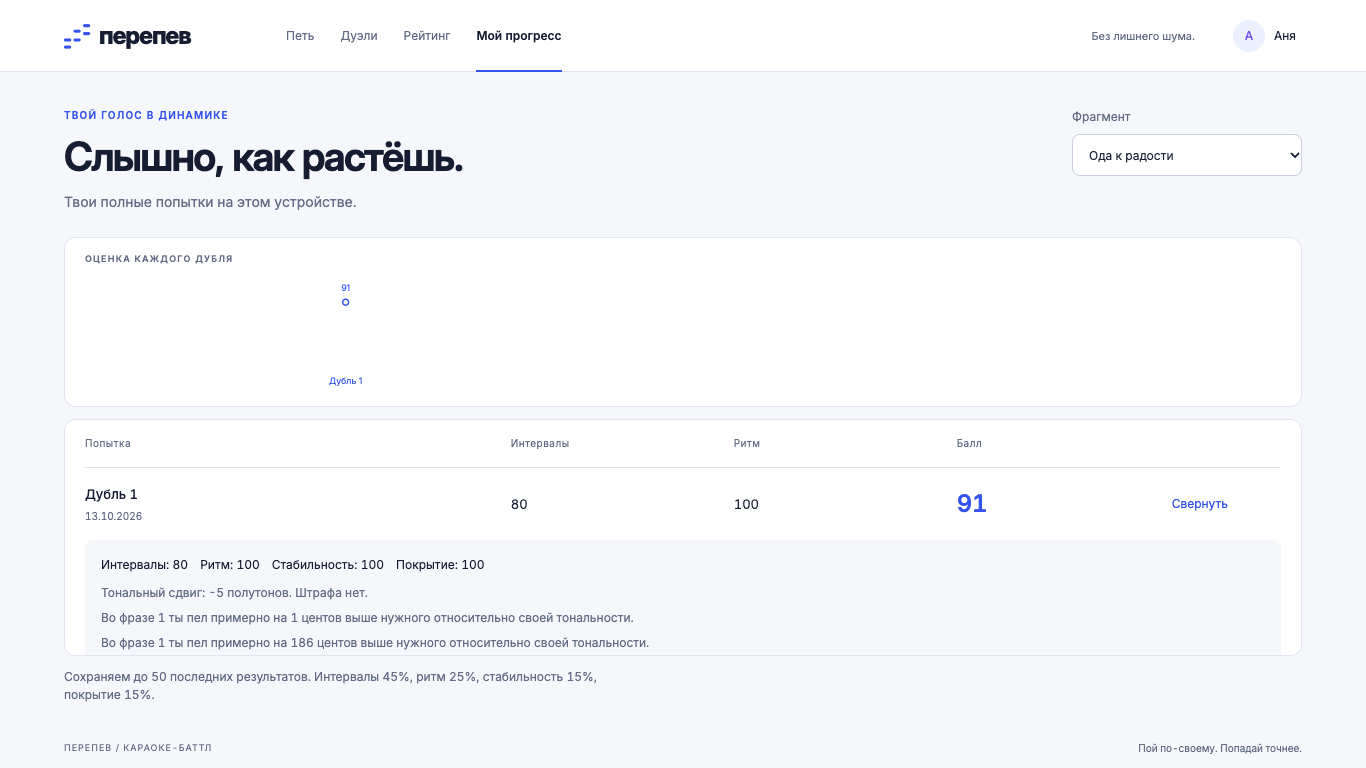 перепев
Петь Дуэли Рейтинг Мой прогресс
Без лишнего шума.
А Аня
ТВОЙ ГОЛОС В ДИНАМИКЕ
Слышно, как растёшь.
Твои полные попытки на этом устройстве.
Фрагмент
Ода к радости
ОЦЕНКА КАЖДОГО ДУБЛЯ
91
Дубль 1
Попытка Интервалы Ритм Балл
Дубль 1
13.10.2026
80 100 91 Свернуть
Интервалы: 80 Ритм: 100 Стабильность: 100 Покрытие: 100
Тональный сдвиг: -5 полутонов. Штрафа нет.
Во фразе 1 ты пел примерно на 1 центов выше нужного относительно своей тональности.
Во фразе 1 ты пел примерно на 186 центов выше нужного относительно своей тональности.
Сохраняем до 50 последних результатов. Интервалы 45%, ритм 25%, стабильность 15%,
покрытие 15%.
ПЕРЕПЕВ / КАРАОКЕ-БАТТЛ
Пой по-своему. Попадай точнее.